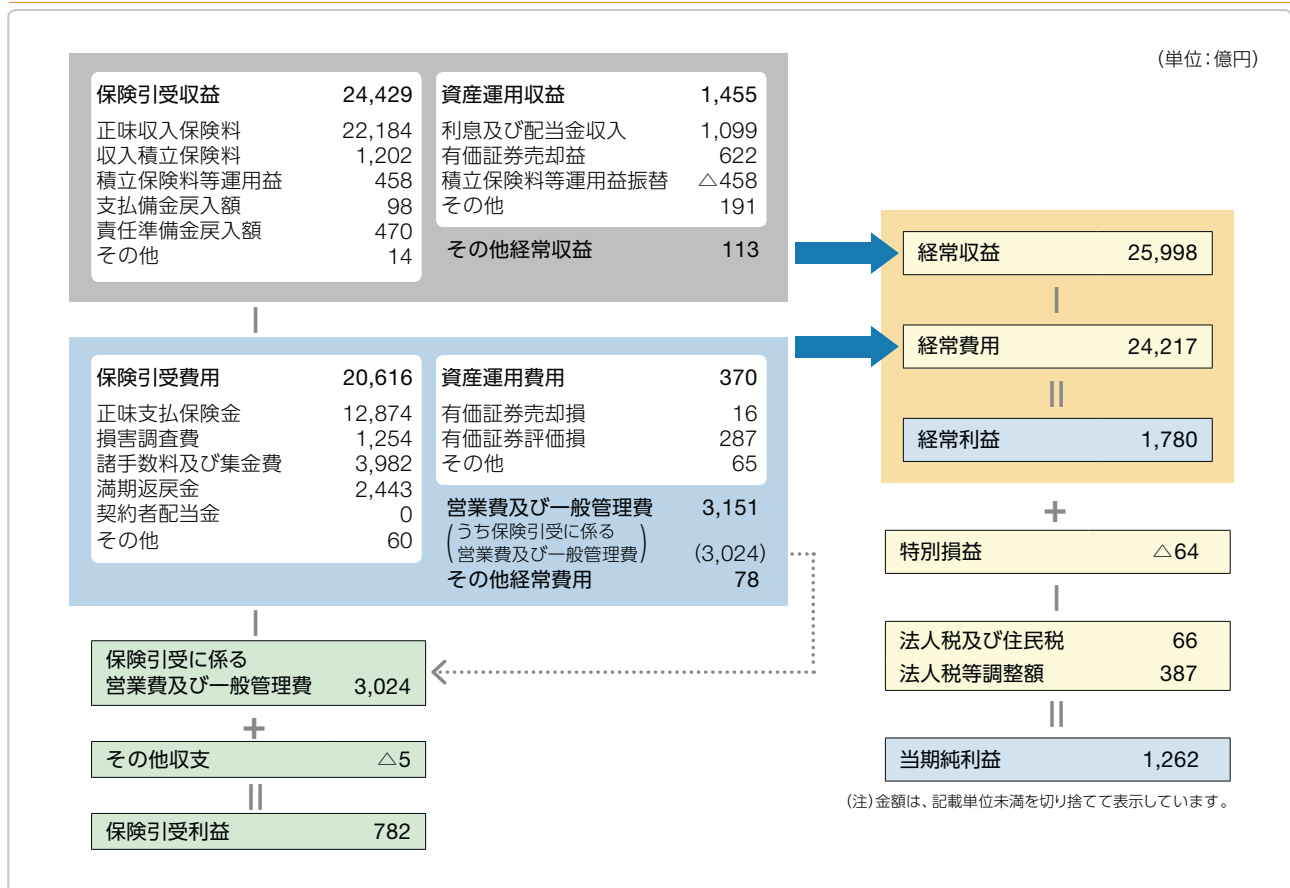 (単位：億円)
保険引受収益 24,429
正味収入保険料 22,184
収入積立保険料 1,202
積立保険料等運用益 458
支払備金戻入額 98
責任準備金戻入額 470
その他 14
資産運用収益 1,455
利息及び配当金収入 1,099
有価証券売却益 622
積立保険料等運用益振替 △458
その他 191
その他経常収益 113
保険引受費用 20,616
正味支払保険金 12,874
損害調査費 1,254
諸手数料及び集金費 3,982
満期返戻金 2,443
契約者配当金 0
その他 60
資産運用費用 370
有価証券売却損 16
有価証券評価損 287
その他 65
営業費及び一般管理費 3,151
(うち保険引受に係る
営業費及び一般管理費) (3,024)
その他経常費用 78
保険引受に係る
営業費及び一般管理費 3,024
+
その他収支 △5
保険引受利益 782
経常収益 25,998
経常費用 24,217
経常利益 1,780
+
特別損益 △64
法人税及び住民税 66
法人税等調整額 387
当期純利益 1,262
(注)金額は、記載単位未満を切り捨てて表示しています。